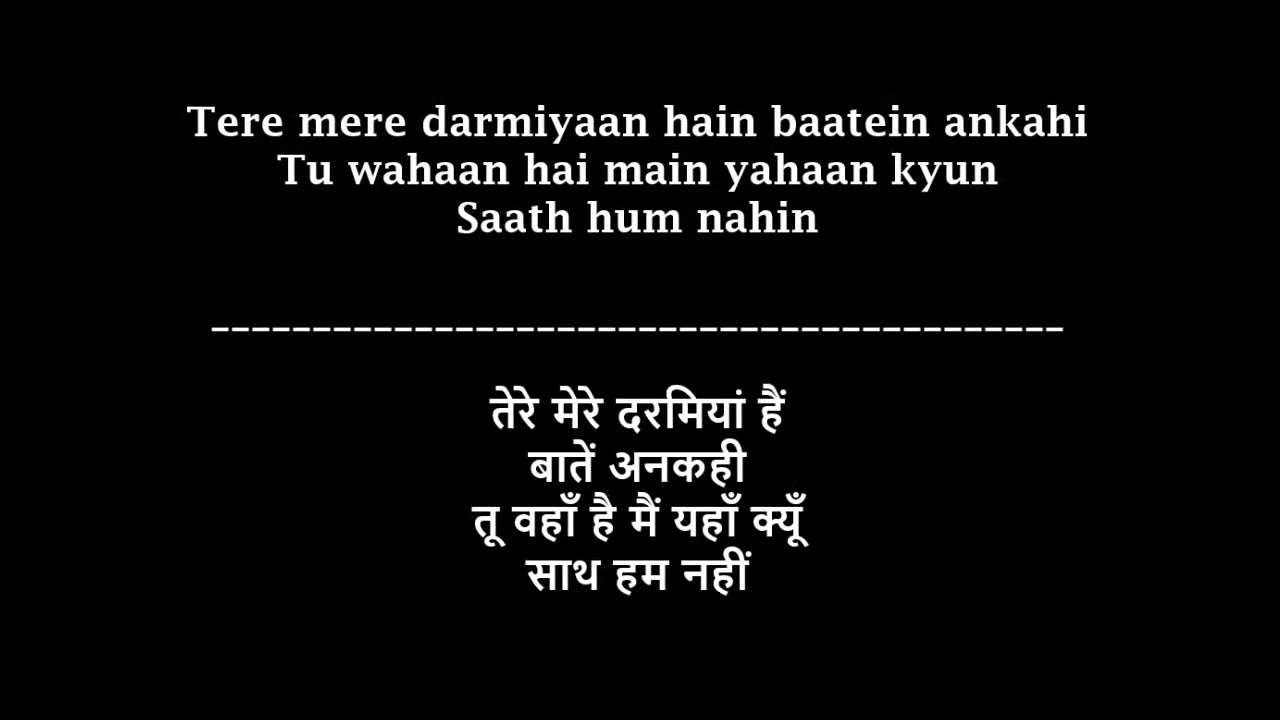 Tere mere darmiyaan hain baatein ankahi
Tu wahaan hai main yahaan kyun
Saath hum nahin
------------------------------------------
तेरे मेरे दरमियां हैं
बातें अनकही
तू वहाँ है मैं यहाँ क्यूँ
साथ हम नहीं